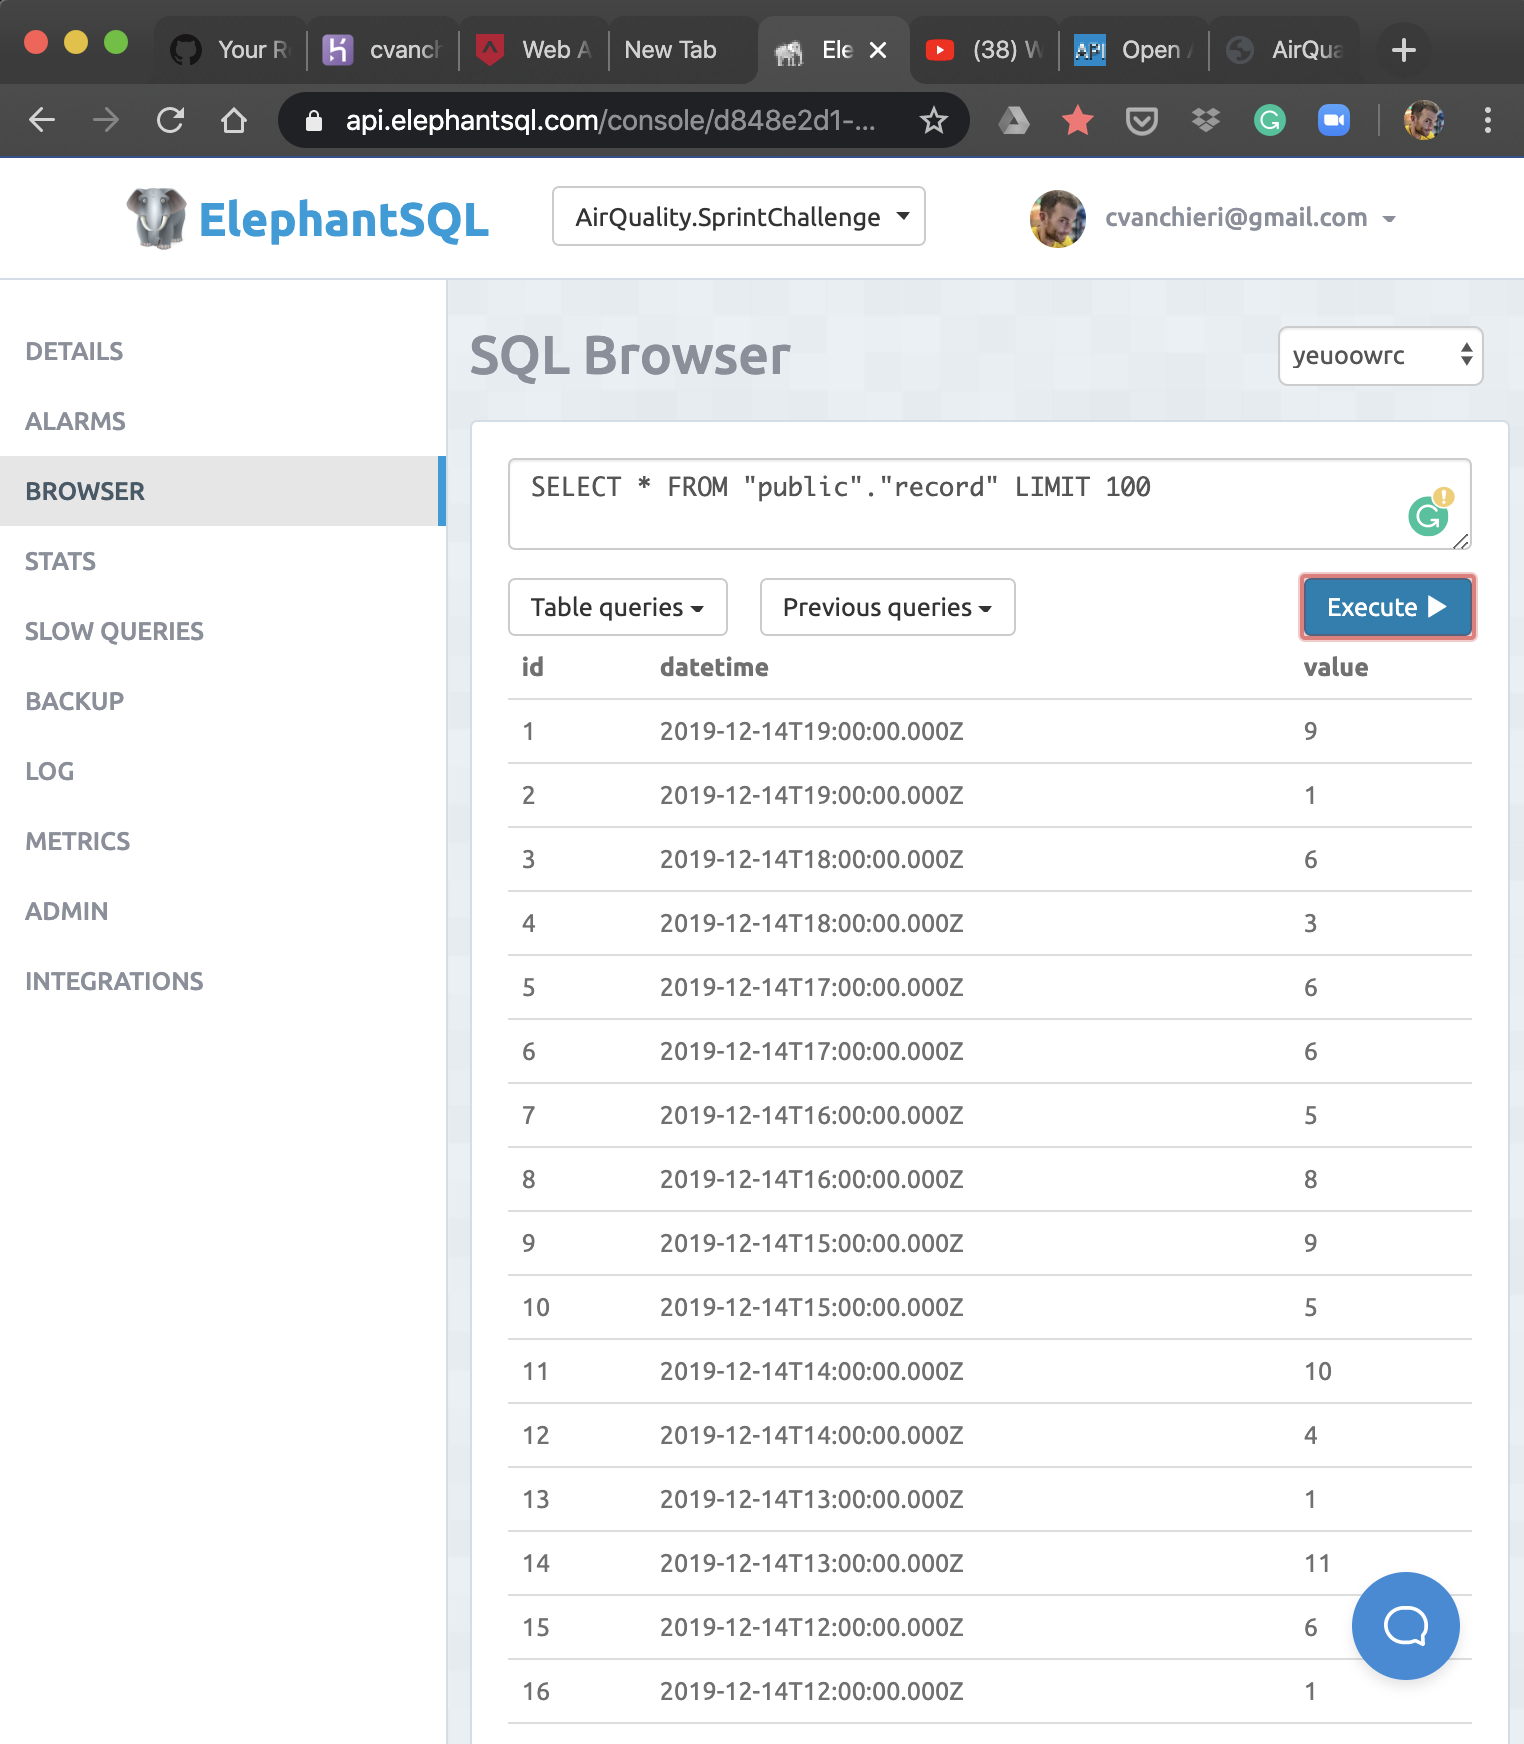 Your R
cvanch
Web A
New Tab
Ele
(38) W
API
Open A
AirQua
api.elephantsql.com/console/d848e2d1-...
ElephantSQL
AirQuality.SprintChallenge
cvanchieri@gmail.com
DETAILS
ALARMS
BROWSER
STATS
SLOW QUERIES
BACKUP
LOG
METRICS
ADMIN
INTEGRATIONS
SQL Browser
yeuoowrc
SELECT * FROM "public"."record" LIMIT 100
Table queries
Previous queries
Execute
id datetime value
1 2019-12-14T19:00:00.000Z 9
2 2019-12-14T19:00:00.000Z 1
3 2019-12-14T18:00:00.000Z 6
4 2019-12-14T18:00:00.000Z 3
5 2019-12-14T17:00:00.000Z 6
6 2019-12-14T17:00:00.000Z 6
7 2019-12-14T16:00:00.000Z 5
8 2019-12-14T16:00:00.000Z 8
9 2019-12-14T15:00:00.000Z 9
10 2019-12-14T15:00:00.000Z 5
11 2019-12-14T14:00:00.000Z 10
12 2019-12-14T14:00:00.000Z 4
13 2019-12-14T13:00:00.000Z 1
14 2019-12-14T13:00:00.000Z 11
15 2019-12-14T12:00:00.000Z 6
16 2019-12-14T12:00:00.000Z 1